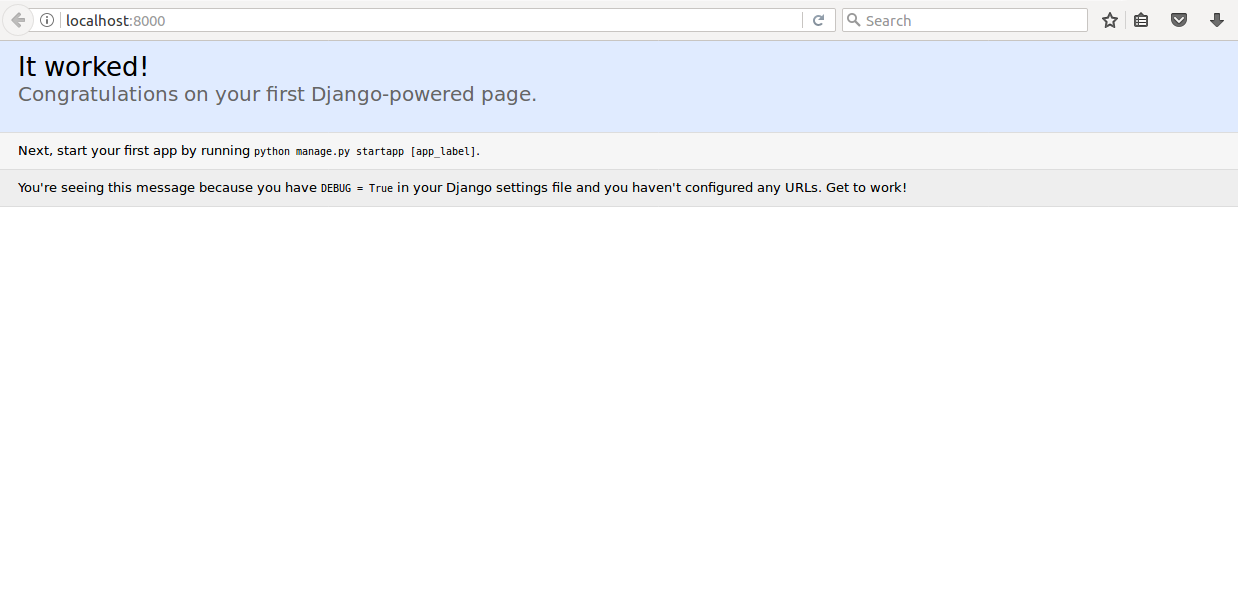 localhost:8000
Search
It worked!
Congratulations on your first Django-powered page.
Next, start your first app by running python manage.py startapp [app_label].
You're seeing this message because you have DEBUG = True in your Django settings file and you haven't configured any URLs. Get to work!